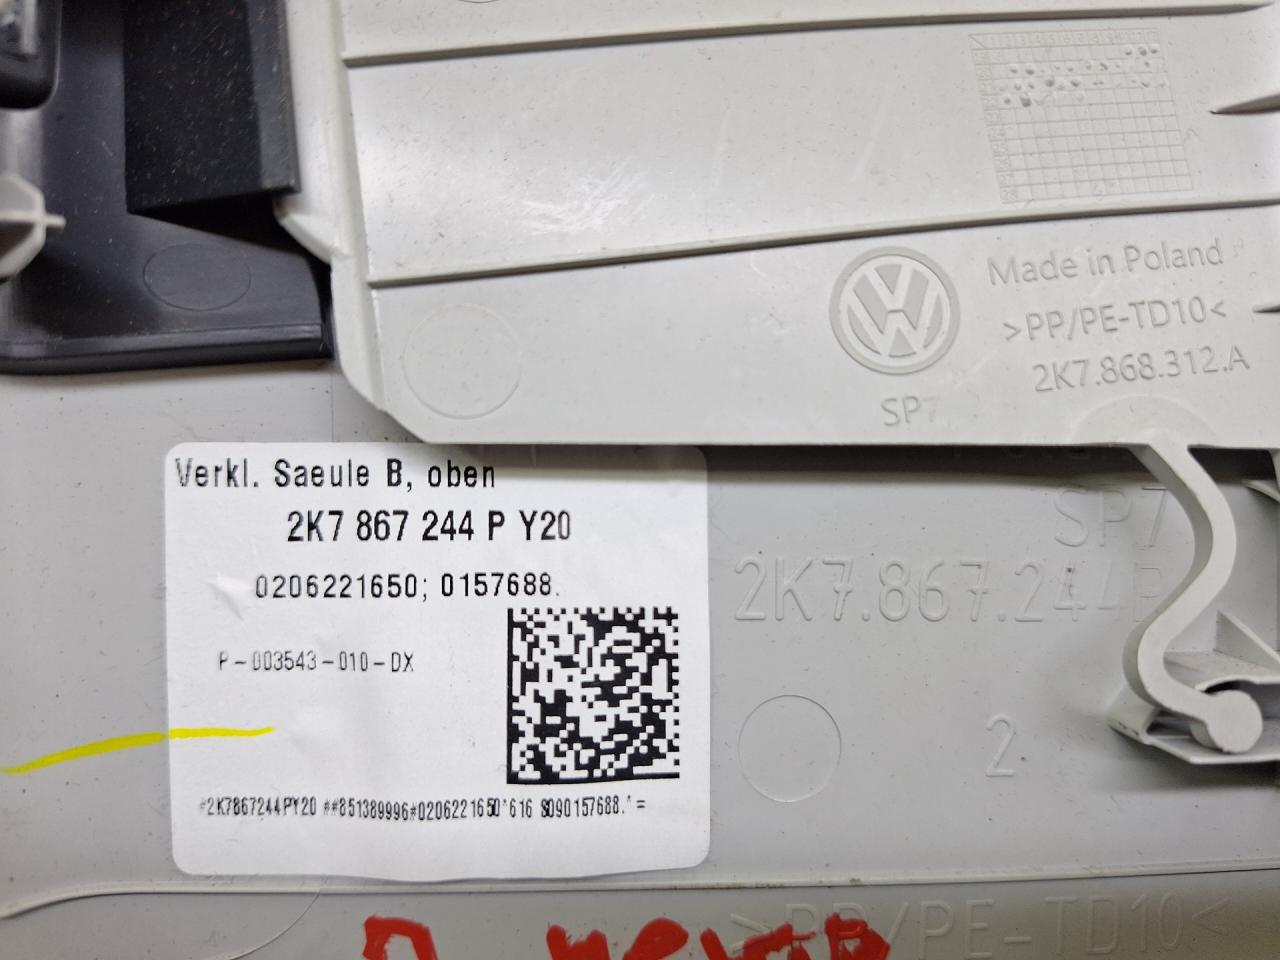 Made in Poland
>PP/PE-TD10<
2K7.868.312.A
SP7
Verkl. Saeule B, oben
2K7 867 244 P Y20
0206221650; 0157688.
P-003543-010-DX
#2K7867244PY20 ##851389996#0206221650*616 S090157688.*=
SP7
2K7.867.244P
2
>PP/PE-TD10<